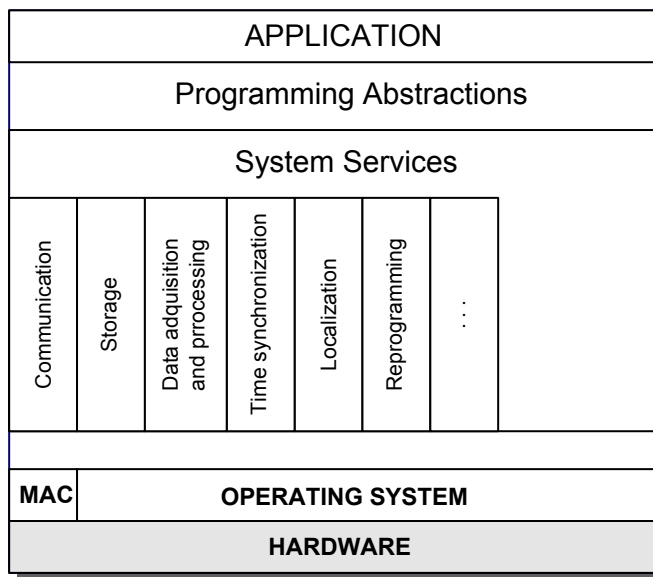 APPLICATION
Programming Abstractions
System Services
Communication
Storage
Data adquisition
and prrocessing
Time synchronization
Localization
Reprogramming
. . .
MAC
OPERATING SYSTEM
HARDWARE